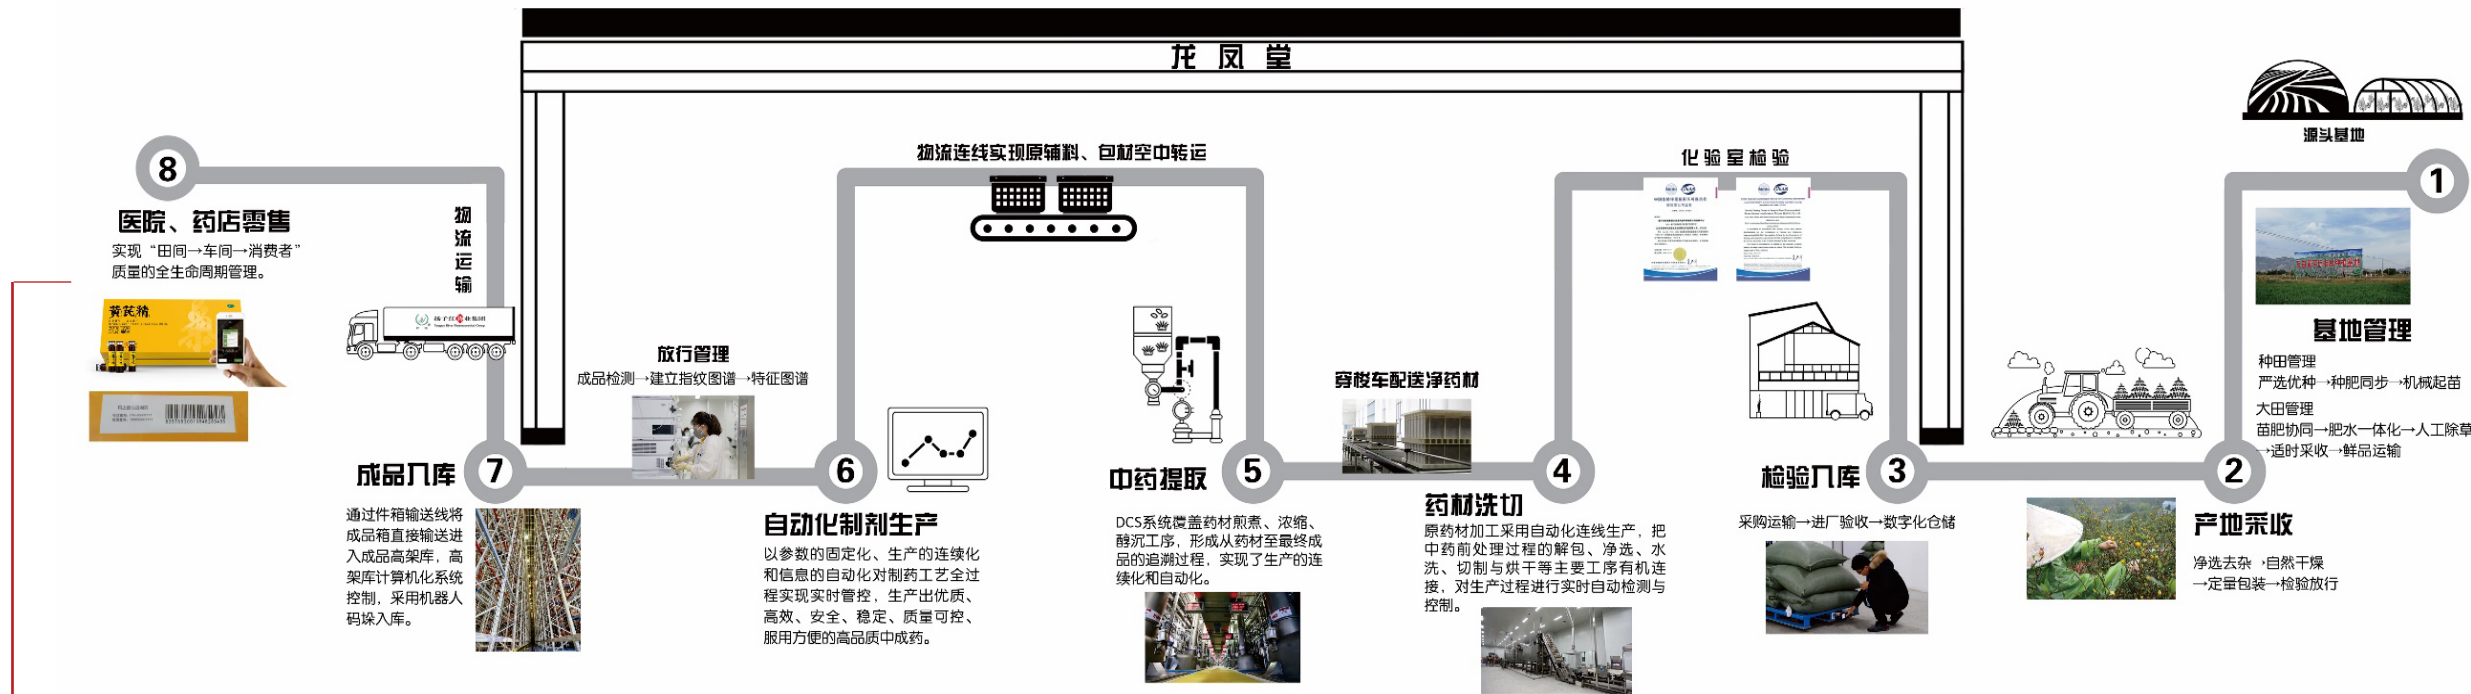 龙凤堂
源头基地
1
基地管理
种田管理
严选优种→种肥同步→机械起苗
大田管理
苗肥协同→肥水一体化→人工除草
→适时采收→鲜品运输
2
产地采收
净选去杂→自然干燥
→定量包装→检验放行
化验室检验
3
检验入库
采购运输→进厂验收→数字化仓储
4
药材洗切
原药材加工采用自动化连线生产，把
中药前处理过程的解包、净选、水
洗、切制与烘干等主要工序有机连
接，对生产过程进行实时自动检测与
控制。
穿梭车配送净药材
5
中药提取
DCS系统覆盖药材煎煮、浓缩、
醇沉工序，形成从药材至最终成
品的追溯过程，实现了生产的连
续化和自动化。
物流连线实现原辅料、包材空中转运
6
自动化制剂生产
以参数的固定化、生产的连续化
和信息的自动化对制药工艺全过
程实现实时管控，生产出优质、
高效、安全、稳定、质量可控、
服用方便的高品质中成药。
放行管理
成品检测→建立指纹图谱→特征图谱
7
成品入库
通过件箱输送线将
成品箱直接输送进
入成品高架库，高
架库计算机化系统
控制，采用机器人
码垛入库。
物流运输
扬子江药业集团
Yangtze River Pharmaceutical Group
8
医院、药店零售
实现“田间→车间→消费者”
质量的全生命周期管理。
黄芪精